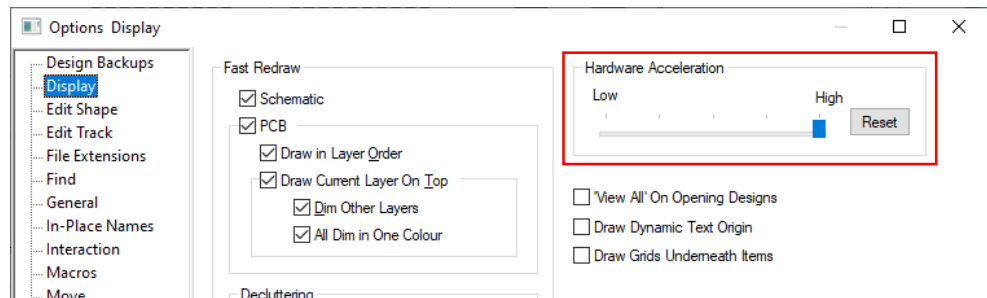 Options Display
Design Backups
Display
Edit Shape
Edit Track
File Extensions
Find
General
In-Place Names
Interaction
Macros
Move
Fast Redraw
Schematic
PCB
Draw in Layer Order
Draw Current Layer On Top
Dim Other Layers
All Dim in One Colour
Decluttering
Hardware Acceleration
Low High
Reset
'View All' On Opening Designs
Draw Dynamic Text Origin
Draw Grids Underneath Items